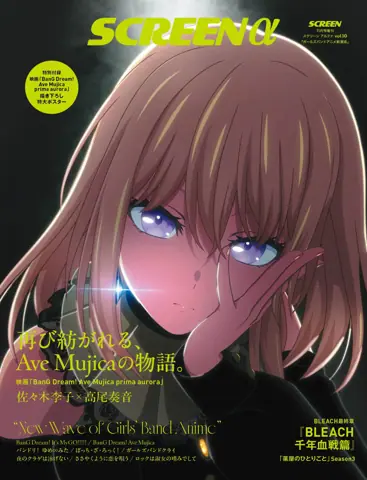 SCREENα
SCREEN
vol.10
特別付録
映画「BanG Dream!
Ave Mujica
prima aurora」
描き下ろし
特大ポスター
再び紡がれる、
Ave Mujicaの物語。
映画「BanG Dream! Ave Mujica prima aurora」
佐々木李子×高尾奏音
“New Wave of Girls' Band Anime”
BanG Dream! It's MyGO!!!!! / BanG Dream! Ave Mujica
バンドリ! ゆめ∞みた / ぼっち・ざ・ろっく! / ガールズバンドクライ
夜のクラゲは泳げない / ささやくように恋を唄う / ロックは淑女の嗜みでして
BLEACH最終章
『BLEACH
千年血戦篇』
「薬屋のひとりごと」Season3